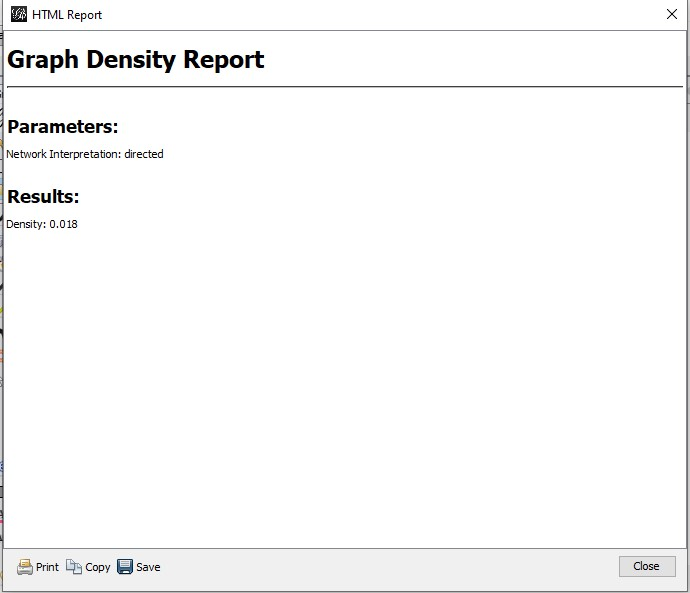 HTML Report
Graph Density Report
Parameters:
Network Interpretation: directed
Results:
Density: 0.018
Print Copy Save Close